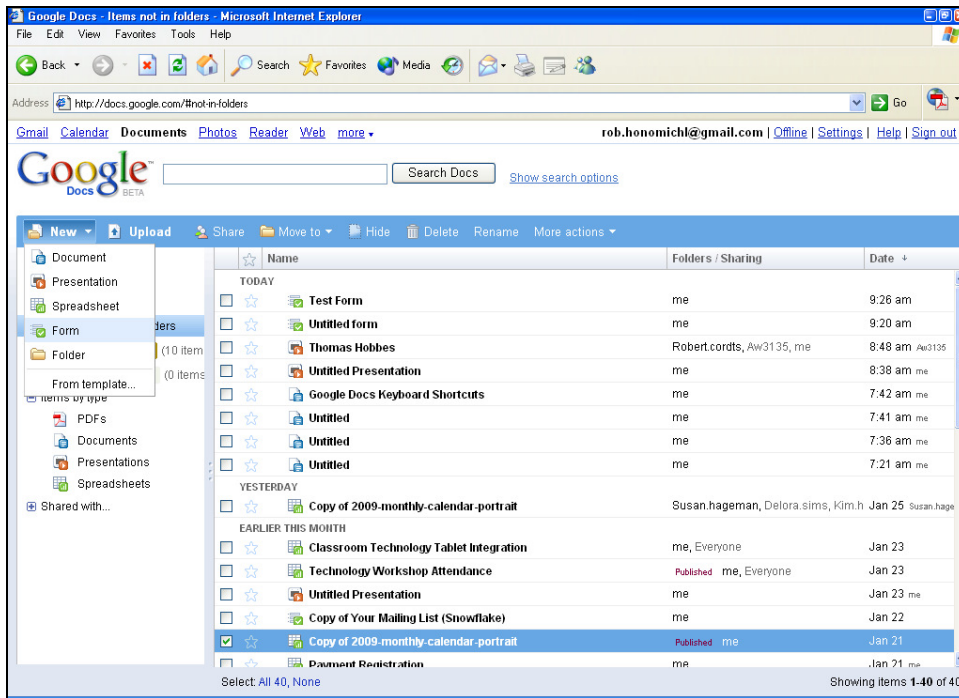 Google Docs - Items not in folders - Microsoft Internet Explorer
File Edit View Favorites Tools Help
Back Search Favorites Media
Address http://docs.google.com/#not-in-folders Go
Gmail Calendar Documents Photos Reader Web more rob.honomichl@gmail.com | Offline | Settings | Help | Sign out
Google Docs BETA Search Docs Show search options
New Upload Share Move to Hide Delete Rename More actions
Document
Presentation
Spreadsheet
Form
Folder
From template...
ders
(10 item
(0 items
Items by type
PDFs
Documents
Presentations
Spreadsheets
Shared with...
Name Folders / Sharing Date
TODAY
Test Form me 9:26 am
Untitled form me 9:20 am
Thomas Hobbes Robert.cordts, Aw3135, me 8:48 am Aw3135
Untitled Presentation me 8:38 am me
Google Docs Keyboard Shortcuts me 7:42 am me
Untitled me 7:41 am me
Untitled me 7:36 am me
Untitled me 7:21 am me
YESTERDAY
Copy of 2009-monthly-calendar-portrait Susan.hageman, Delora.sims, Kim.h Jan 25 Susan.hage
EARLIER THIS MONTH
Classroom Technology Tablet Integration me, Everyone Jan 23
Technology Workshop Attendance Published me, Everyone Jan 23
Untitled Presentation me Jan 23 me
Copy of Your Mailing List (Snowflake) me Jan 22
Copy of 2009-monthly-calendar-portrait Published me Jan 21
Payment Registration me Jan 21 me
Select: All 40, None Showing items 1-40 of 40